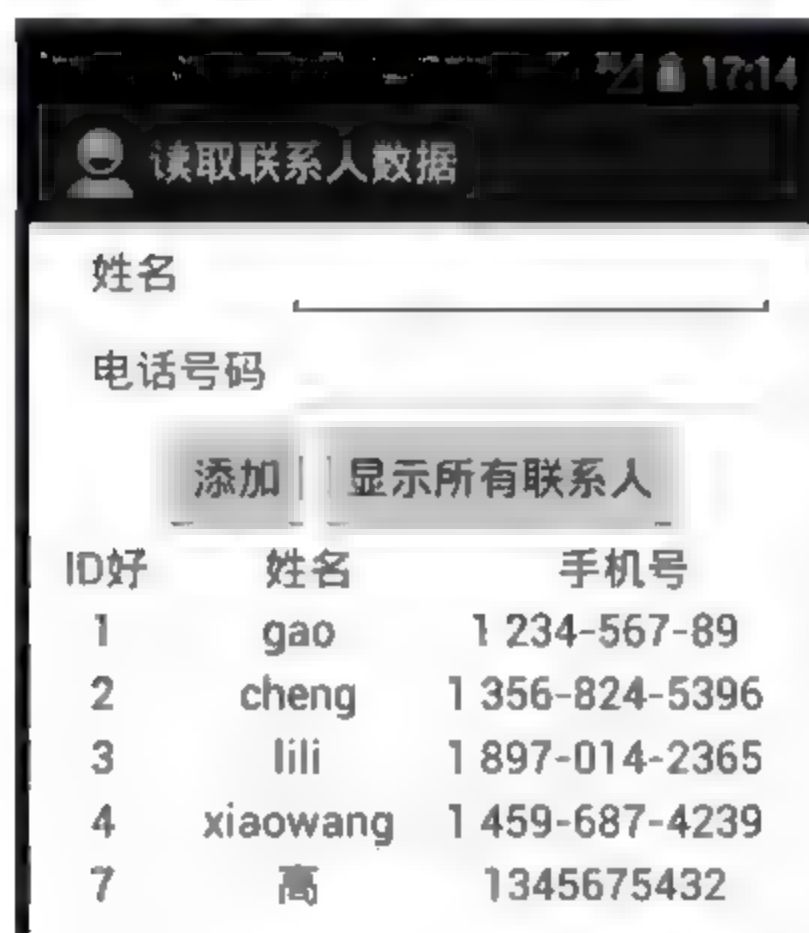 17:14
读取联系人数据
姓名
电话号码
添加 显示所有联系人
ID好 姓名 手机号
1 gao 1 234-567-89
2 cheng 1 356-824-5396
3 lili 1 897-014-2365
4 xiaowang 1 459-687-4239
7 高 1345675432